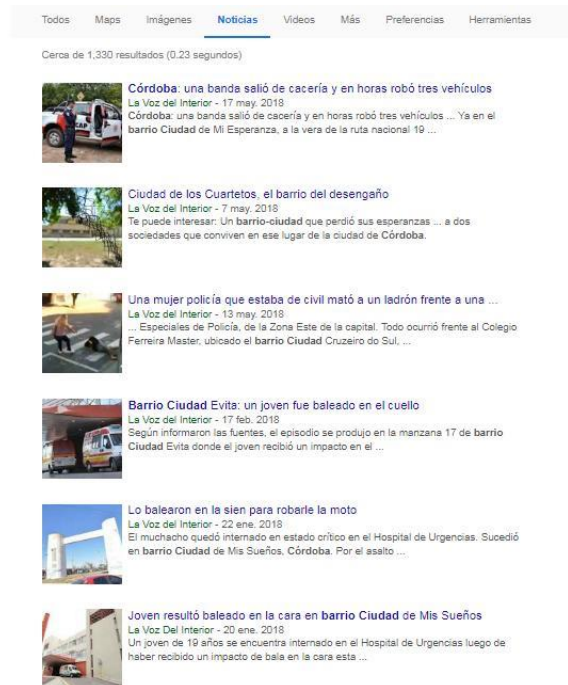 Todos Maps Imágenes Noticias Videos Más Preferencias Herramientas
Cerca de 1,330 resultados (0.23 segundos)
Córdoba: una banda salió de cacería y en horas robó tres vehículos
La Voz del Interior - 17 may. 2018
Córdoba: una banda salió de cacería y en horas robó tres vehículos ... Ya en el
barrio Ciudad de Mi Esperanza, a la vera de la ruta nacional 19 ...
Ciudad de los Cuartetos, el barrio del desengaño
La Voz del Interior - 7 may. 2018
Te puede interesar: Un barrio-ciudad que perdió sus esperanzas ... a dos
sociedades que conviven en ese lugar de la ciudad de Córdoba.
Una mujer policía que estaba de civil mató a un ladrón frente a una ...
La Voz del Interior - 13 may. 2018
... Especiales de Policía, de la Zona Este de la capital. Todo ocurrió frente al Colegio
Ferreira Master, ubicado el barrio Ciudad Cruzeiro do Sul, ...
Barrio Ciudad Evita: un joven fue baleado en el cuello
La Voz del Interior - 17 feb. 2018
Según informaron las fuentes, el episodio se produjo en la manzana 17 de barrio
Ciudad Evita donde el joven recibió un impacto en el ...
Lo balearon en la sien para robarle la moto
La Voz del Interior - 22 ene. 2018
El muchacho quedó internado en estado crítico en el Hospital de Urgencias. Sucedió
en barrio Ciudad de Mis Sueños, Córdoba. Por el asalto ...
Joven resultó baleado en la cara en barrio Ciudad de Mis Sueños
La Voz Del Interior - 20 ene. 2018
Un joven de 19 años se encuentra internado en el Hospital de Urgencias luego de
haber recibido un impacto de bala en la cara esta ...